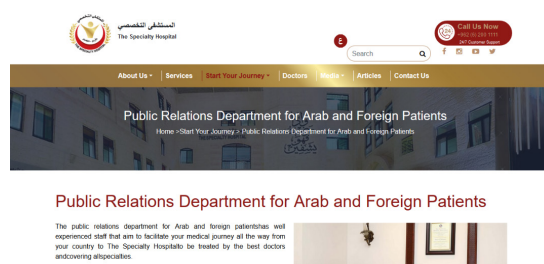 المستشفى التخصصي
The Specialty Hospital
Call Us Now
24/7 Customer Support
ع
Search
About Us
Services
Start Your Journey
Doctors
Media
Articles
Contact Us
Public Relations Department for Arab and Foreign Patients
Home >Start Your Journey > Public Relations Department for Arab and Foreign Patients
Public Relations Department for Arab and Foreign Patients
The public relations department for Arab and foreign patientshas well
experienced staff that aim to facilitate your medical journey all the way from
your country to The Specialty Hospitalto be treated by the best doctors
andcovering allspecialties.